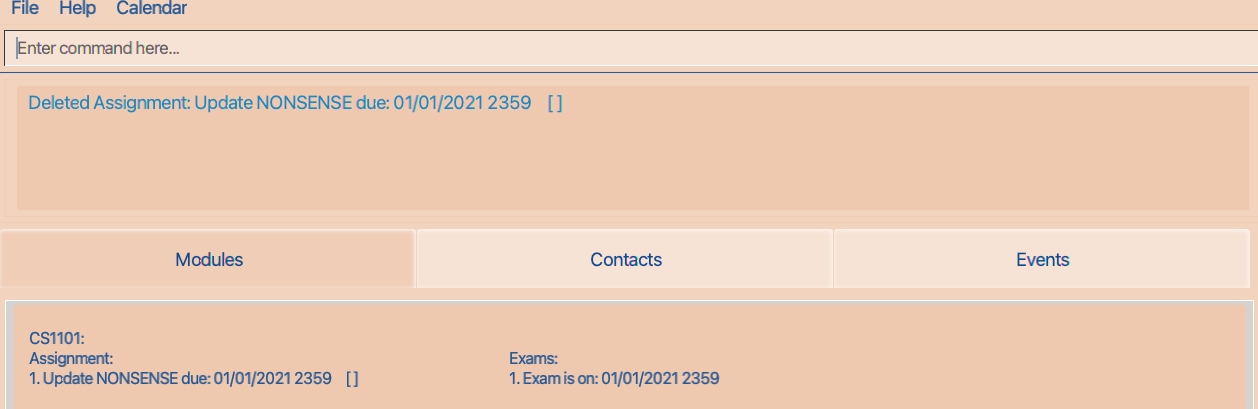 File Help Calendar
Enter command here...
Deleted Assignment: Update NONSENSE due: 01/01/2021 2359 [ ]
Modules Contacts Events
CS1101:
Assignment: Exams:
1. Update NONSENSE due: 01/01/2021 2359 [ ] 1. Exam is on: 01/01/2021 2359